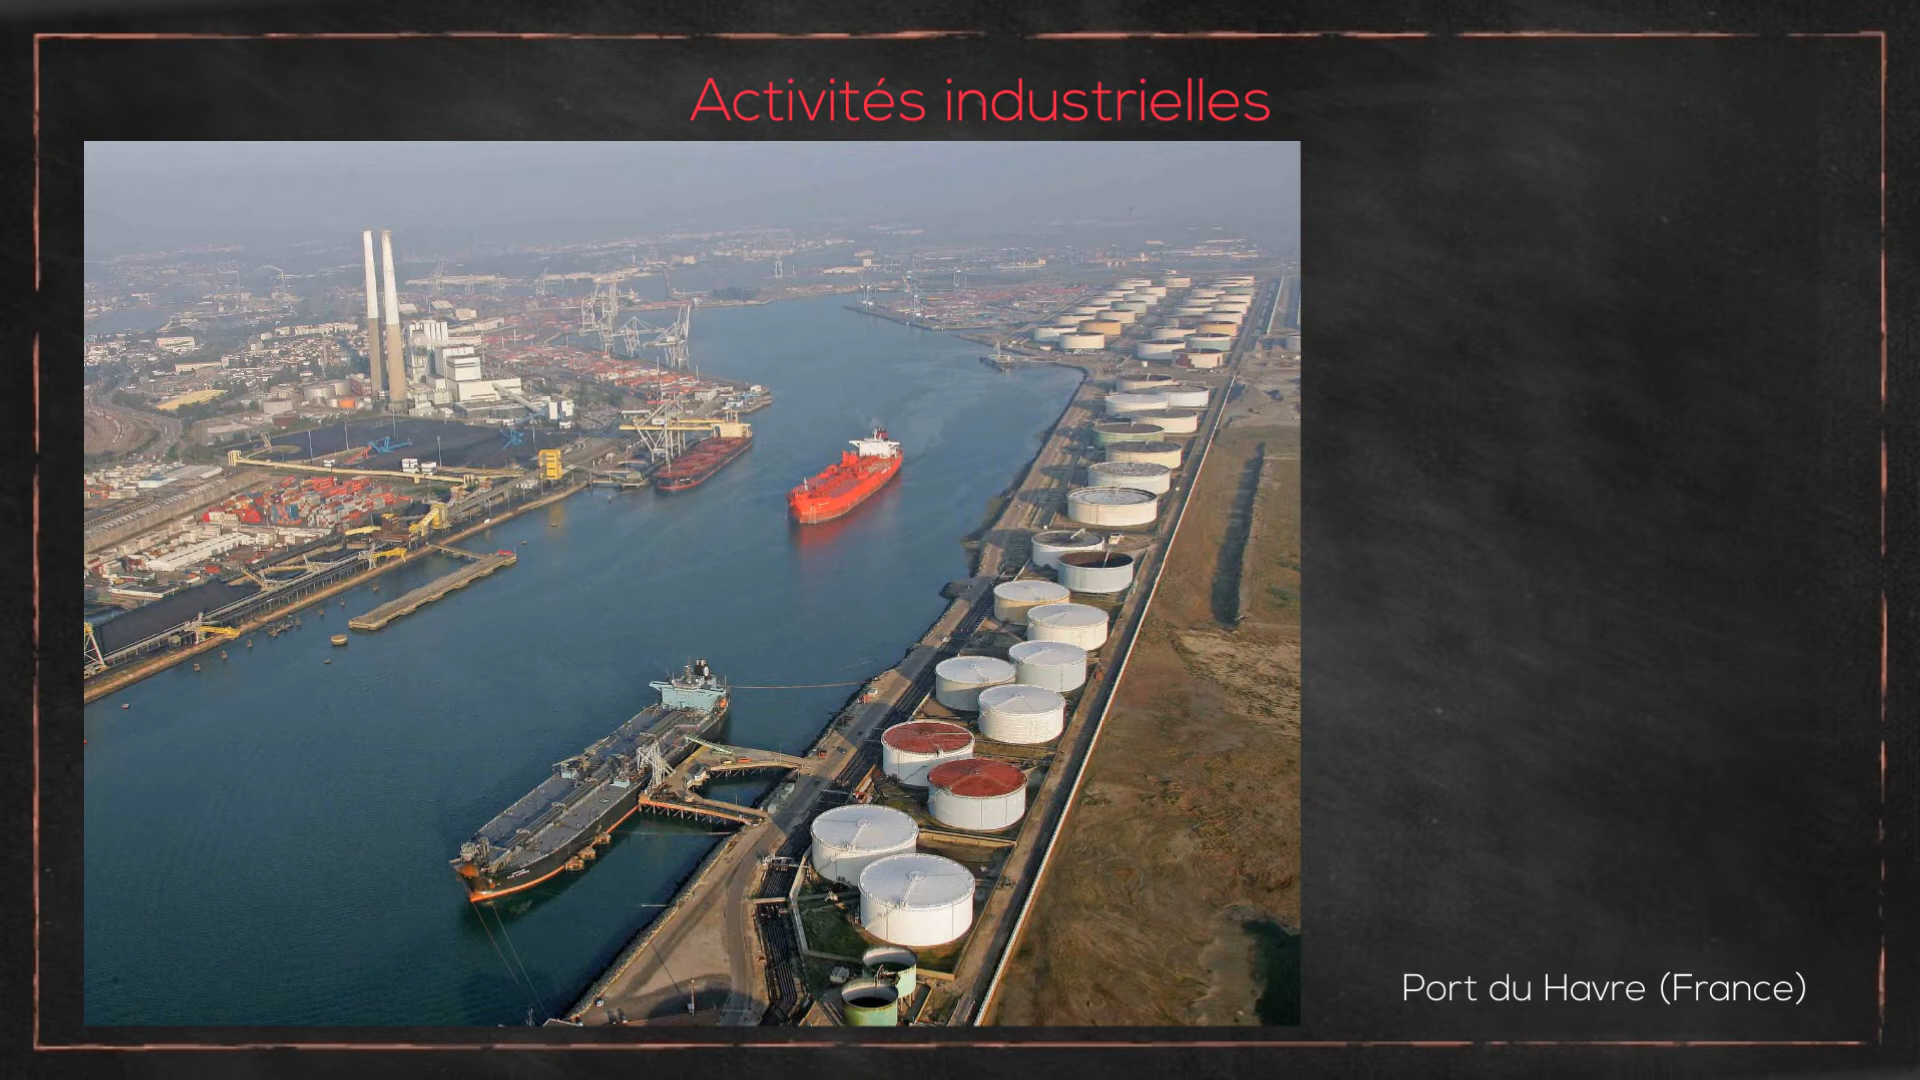 Activités industrielles
Port du Havre (France)